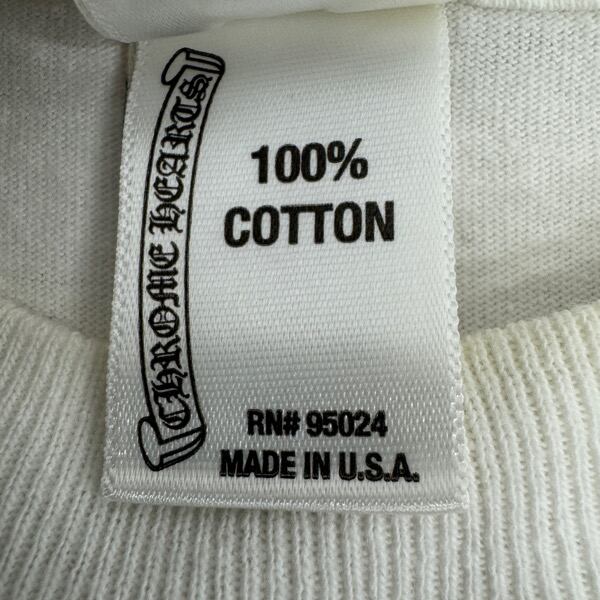 CHROME HEARTS
100%
COTTON
RN# 95024
MADE IN U.S.A.